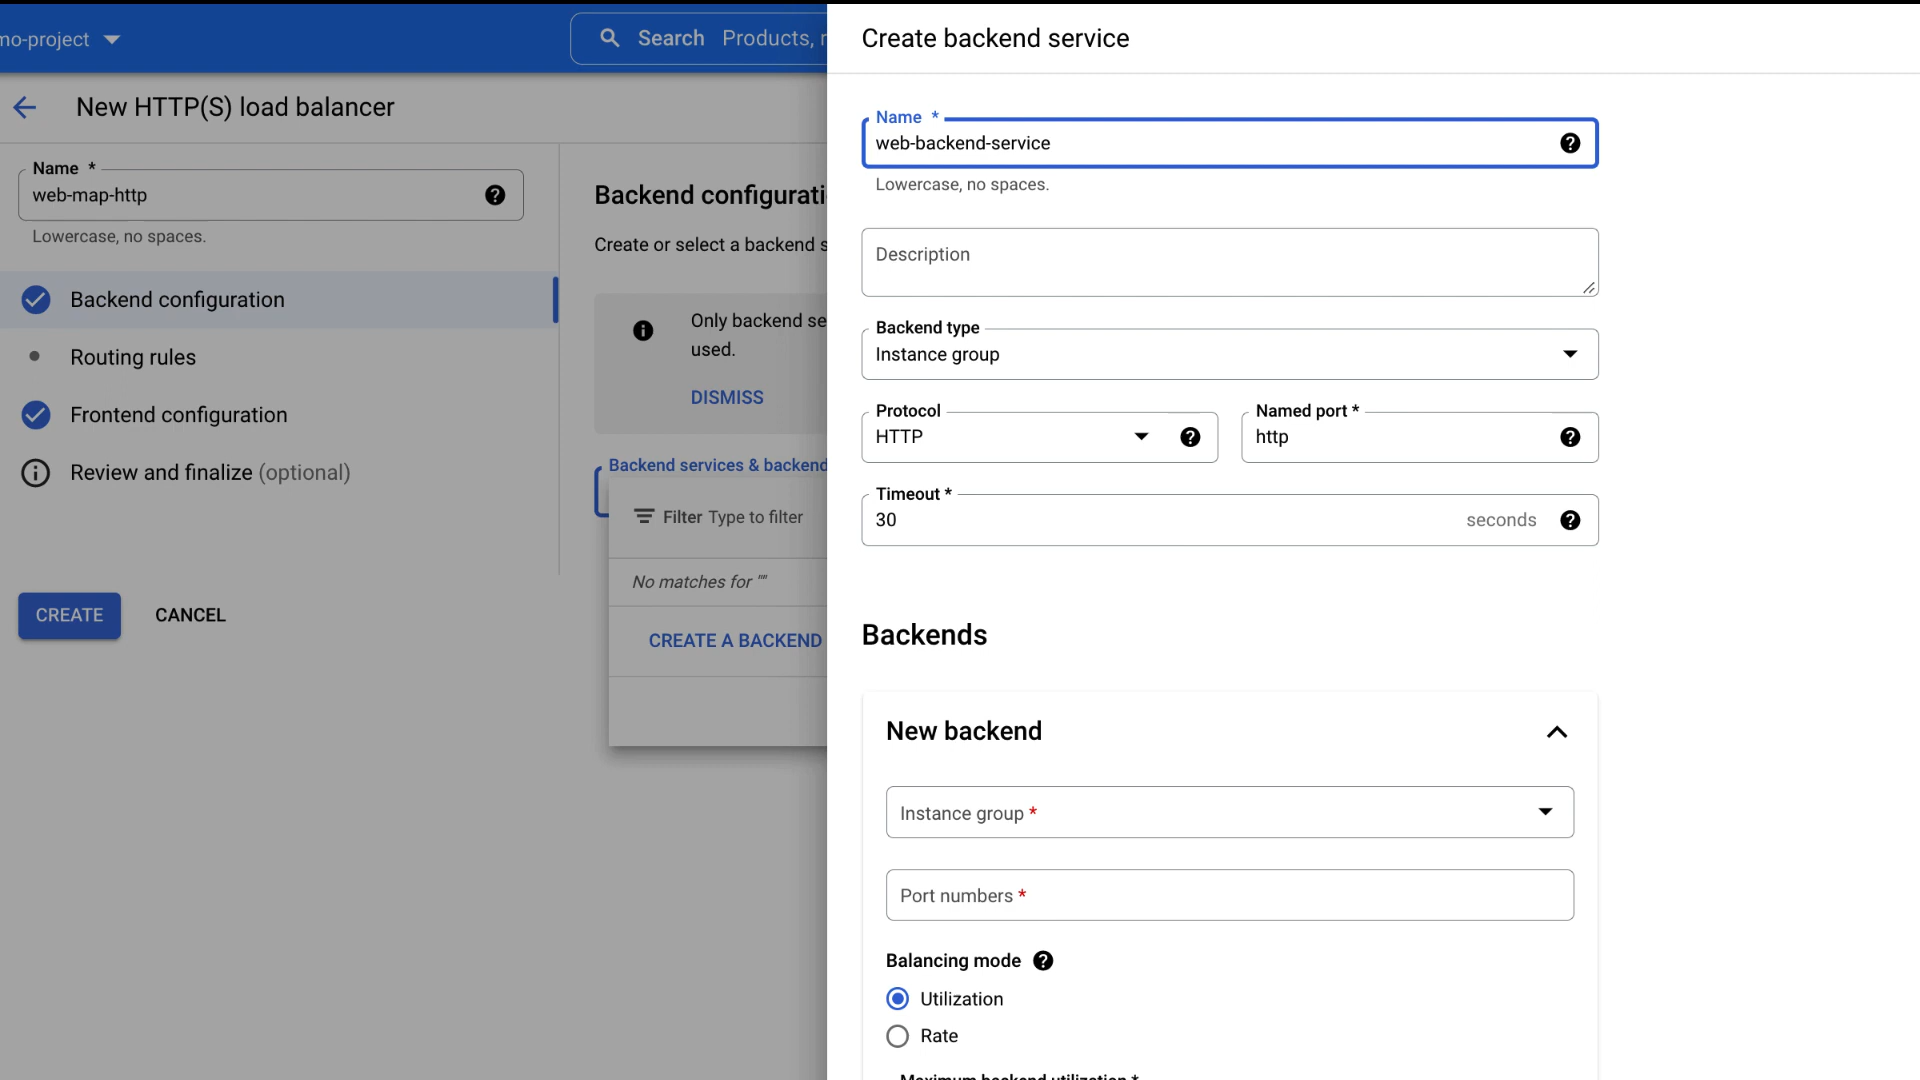 mo-project
Search Products, r
New HTTP(S) load balancer
Name *
web-map-http
Lowercase, no spaces.
Backend configuration
Routing rules
Frontend configuration
Review and finalize (optional)
CREATE CANCEL
Backend configurati
Create or select a backend s
Only backend se
used.
DISMISS
Backend services & backend
Filter Type to filter
No matches for ""
CREATE A BACKEND
Create backend service
Name *
web-backend-service
Lowercase, no spaces.
Description
Backend type
Instance group
Protocol
HTTP
Named port *
http
Timeout *
30 seconds
Backends
New backend
Instance group *
Port numbers *
Balancing mode
Utilization
Rate
Maximum backend utilization *